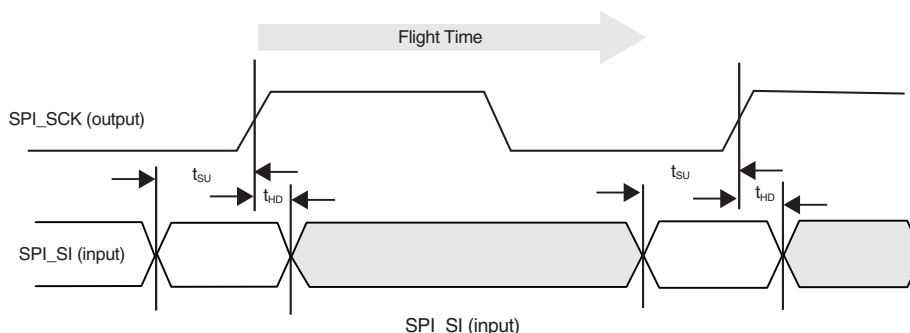 Flight Time
SPI_SCK (output)
tSU
tSU
tHD
tHD
SPI_SI (input)
SPI_SI (input)